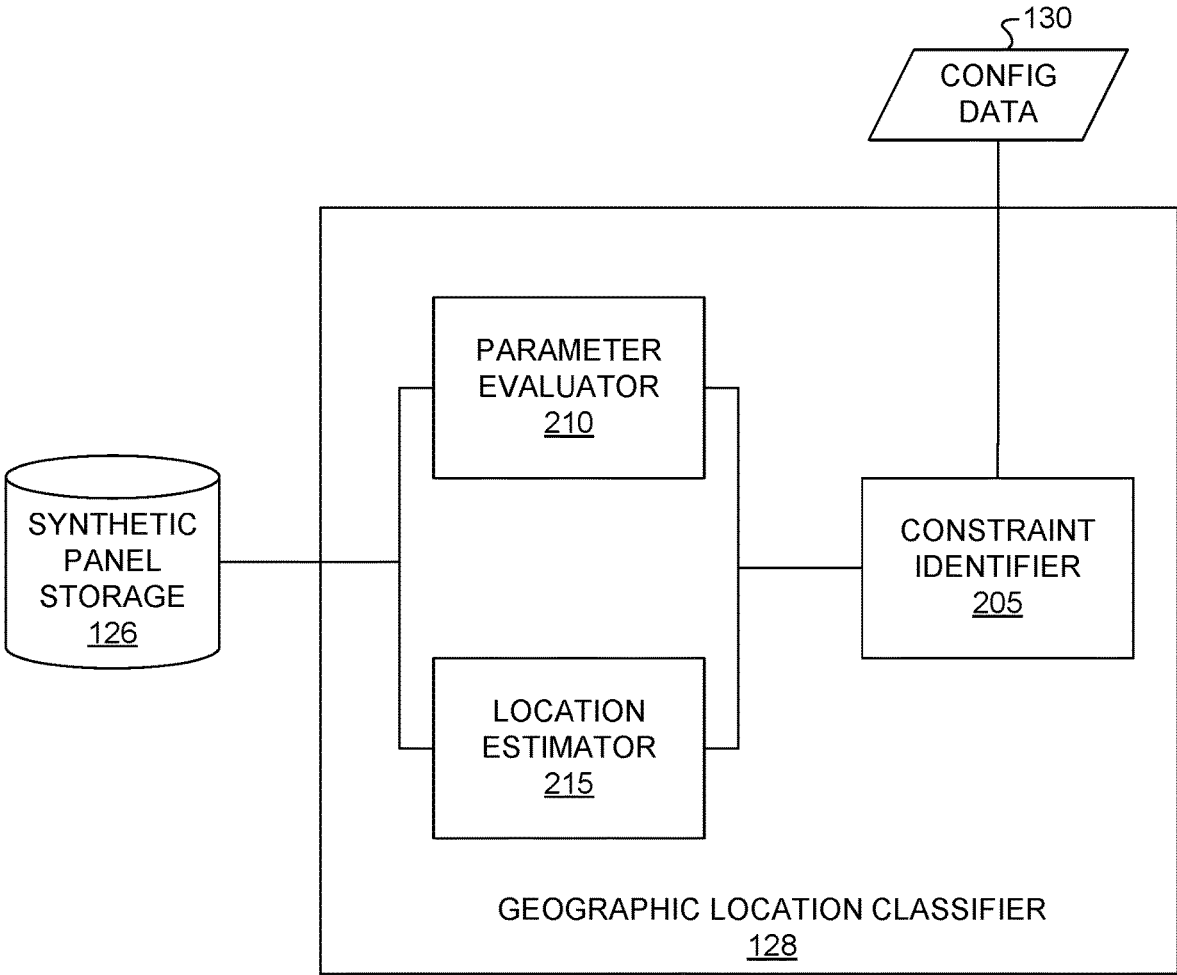 130
CONFIG
DATA
PARAMETER
EVALUATOR
210
SYNTHETIC
PANEL
STORAGE
126
CONSTRAINT
IDENTIFIER
205
LOCATION
ESTIMATOR
215
GEOGRAPHIC LOCATION CLASSIFIER
128